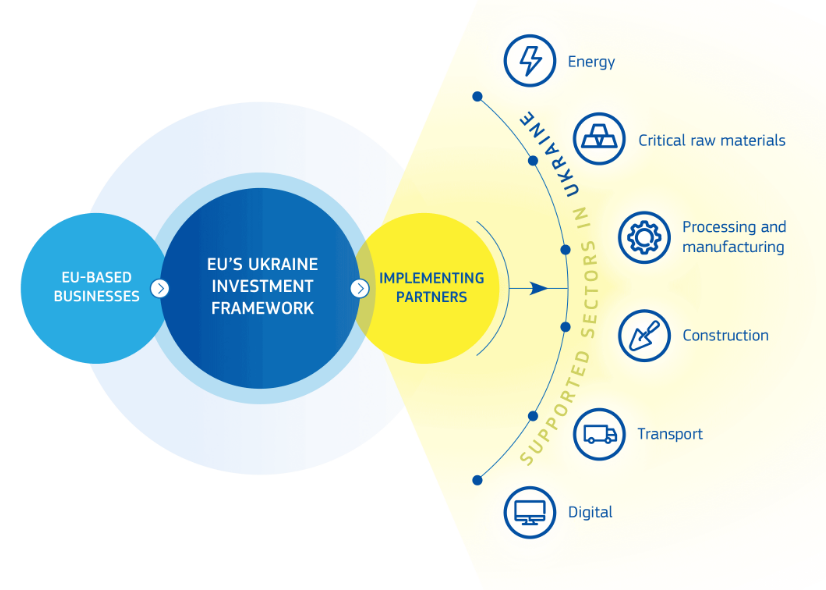 EU-BASED
BUSINESSES
EU'S UKRAINE
INVESTMENT
FRAMEWORK
IMPLEMENTING
PARTNERS
SUPPORTED SECTORS IN UKRAINE
Energy
Critical raw materials
Processing and
manufacturing
Construction
Transport
Digital